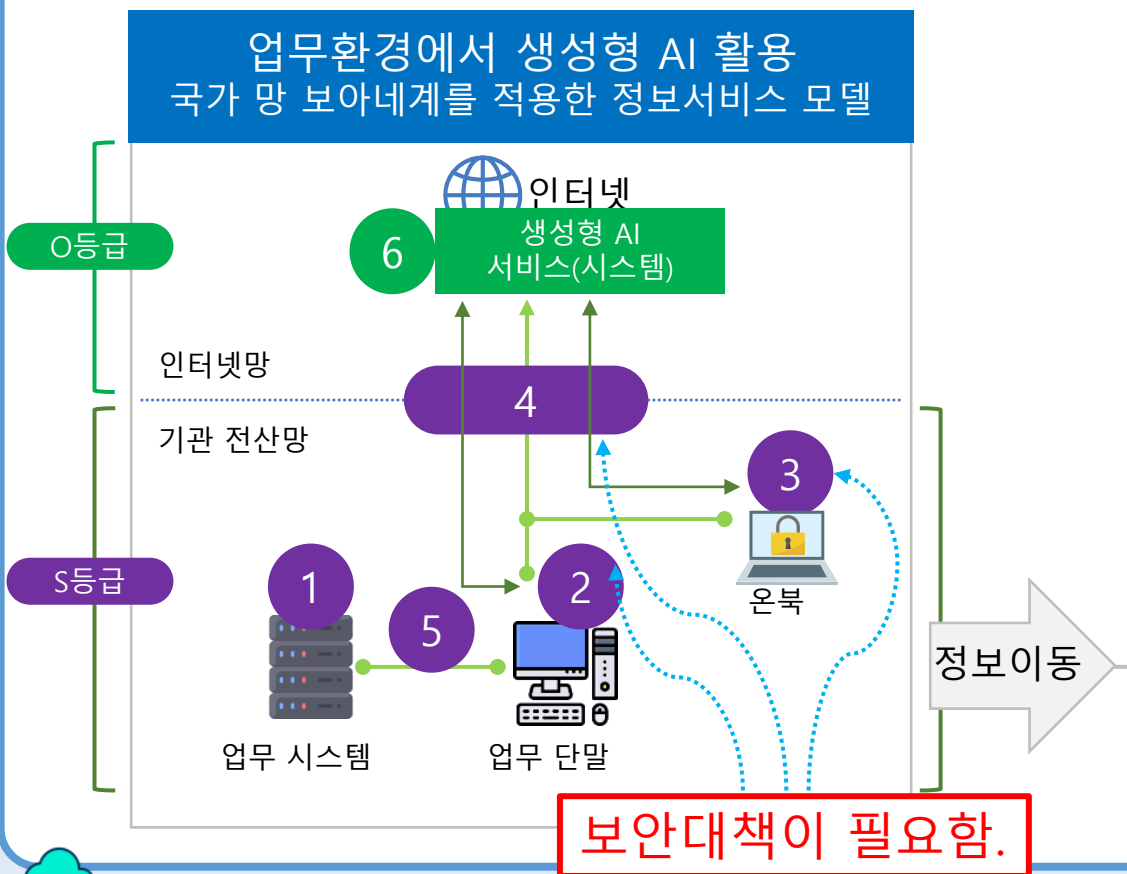 업무환경에서 생성형 AI 활용
국가 망 보아네계를 적용한 정보서비스 모델
인터넷
O등급
6
생성형 AI
서비스(시스템)
인터넷망
4
기관 전산망
3
S등급
1
2
온북
5
정보이동
업무 시스템
업무 단말
보안대책이 필요함.